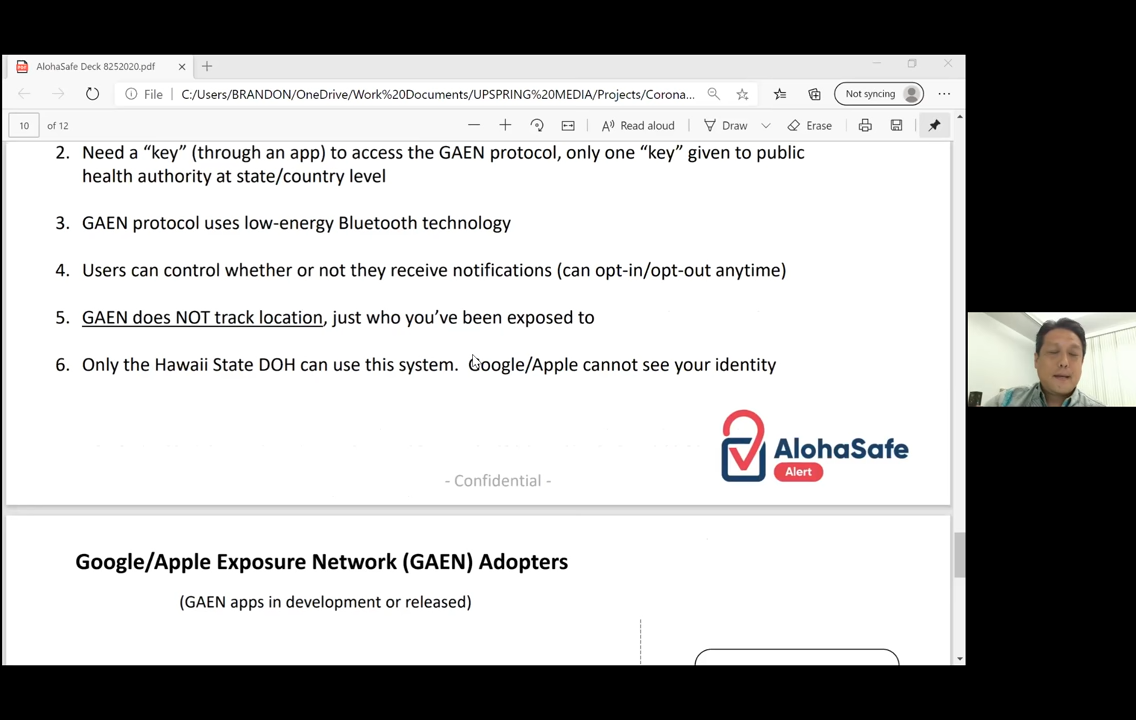 AlohaSafe Deck 8252020.pdf
File C:/Users/BRANDON/OneDrive/Work%20Documents/UPSPRING%20MEDIA/Projects/Corona... Not syncing
10 of 12 Read aloud Draw Erase
2. Need a “key” (through an app) to access the GAEN protocol, only one “key” given to public
health authority at state/country level
3. GAEN protocol uses low-energy Bluetooth technology
4. Users can control whether or not they receive notifications (can opt-in/opt-out anytime)
5. GAEN does NOT track location, just who you’ve been exposed to
6. Only the Hawaii State DOH can use this system. Google/Apple cannot see your identity
AlohaSafe
Alert
- Confidential -
Google/Apple Exposure Network (GAEN) Adopters
(GAEN apps in development or released)